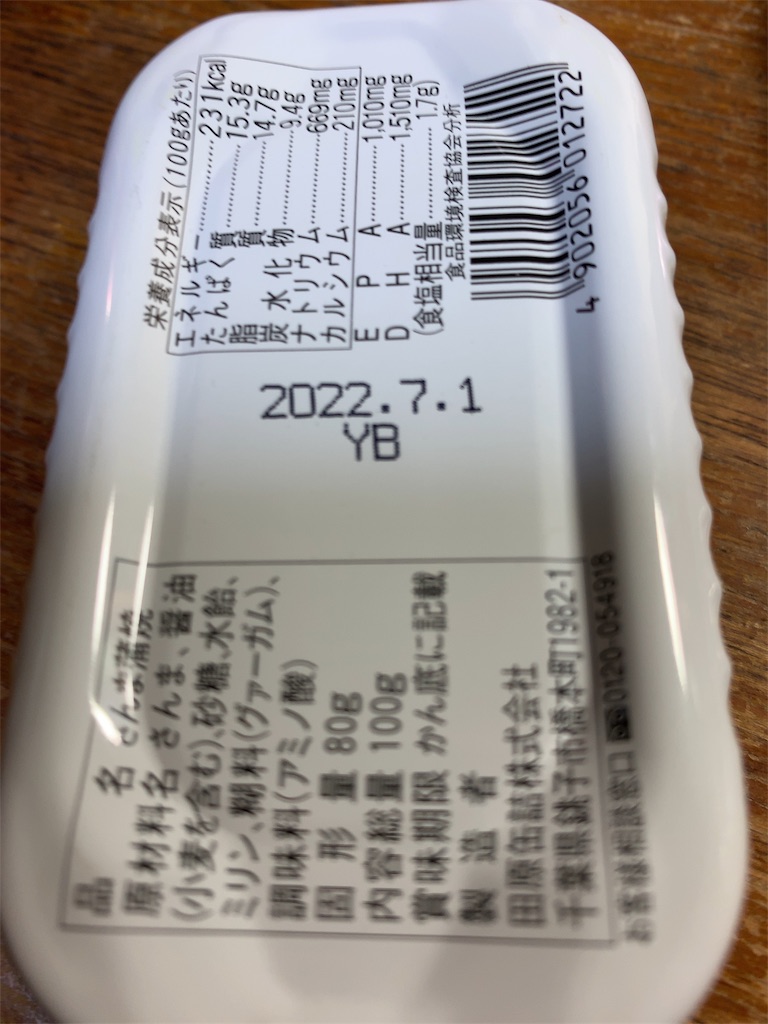 栄養成分表示(100gあたり)
エネルギー…………231kcal
たんぱく質…………15.3g
脂質…………14.7g
炭水化物…………9.4g
ナトリウム…………669mg
カルシウム…………210mg
EPA…………1,010mg
DHA…………1,510mg
(食塩相当量…………1.7g)
食品環境検査協会分析
4 902056 012722
2022.7.1
YB
品名 さんま蒲焼
原材料名 さんま、醤油
(小麦を含む)、砂糖、水飴、
ミリン、糊料(グァーガム)、
調味料(アミノ酸)
固形量 80g
内容総量 100g
賞味期限 かん底に記載
製造者
田原缶詰株式会社
千葉県銚子市橋本町1982-1
お客様相談窓口 0120-054918